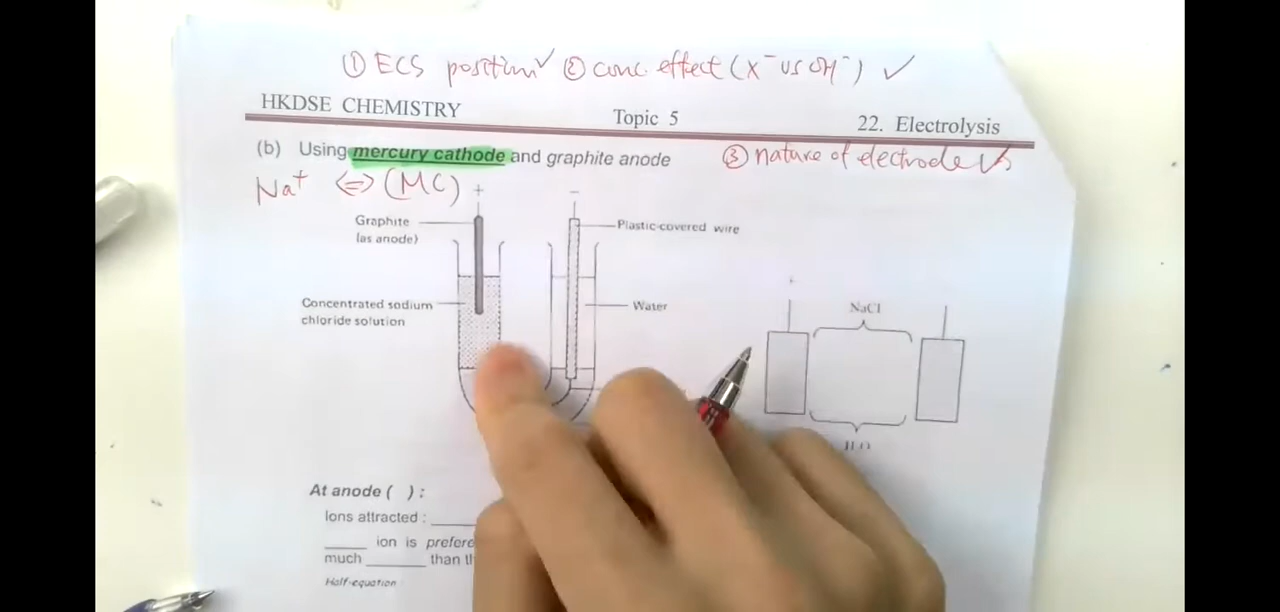 ① ECS position ✓ ② conc. effect (X⁻ vs OH⁻) ✓
HKDSE CHEMISTRY Topic 5 22. Electrolysis
(b) Using mercury cathode and graphite anode ③ nature of electrode
Na⁺ ⇔ (MC) + −
Graphite
(as anode)
Plastic-covered wire
Concentrated sodium
chloride solution
Water
+
NaCl
At anode ( ) :
Ions attracted :
ion is
much than
Half-equation